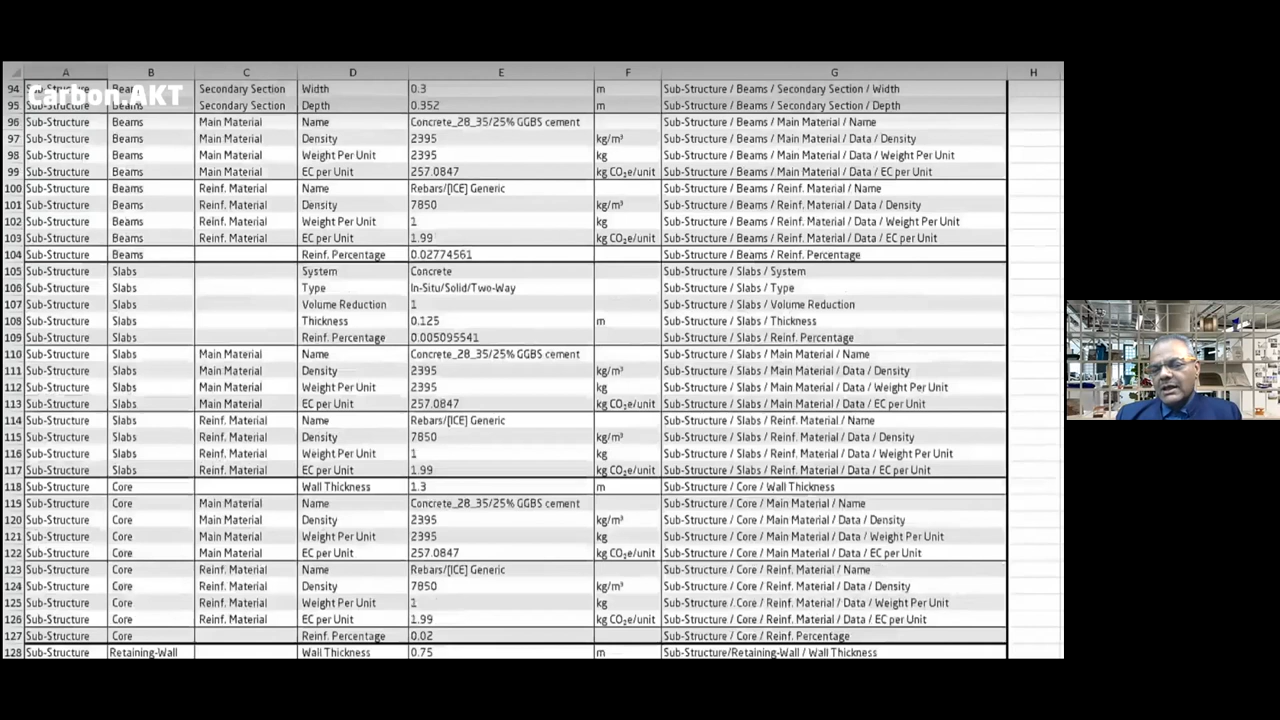 A B C D E F G H
Carbon.AKT
94 Sub-Structure Beams Secondary Section Width 0.3 m Sub-Structure / Beams / Secondary Section / Width
95 Sub-Structure Beams Secondary Section Depth 0.352 m Sub-Structure / Beams / Secondary Section / Depth
96 Sub-Structure Beams Main Material Name Concrete_28_35/25% GGBS cement Sub-Structure / Beams / Main Material / Name
97 Sub-Structure Beams Main Material Density 2395 kg/m³ Sub-Structure / Beams / Main Material / Data / Density
98 Sub-Structure Beams Main Material Weight Per Unit 2395 kg Sub-Structure / Beams / Main Material / Data / Weight Per Unit
99 Sub-Structure Beams Main Material EC per Unit 257.0847 kg CO₂e/unit Sub-Structure / Beams / Main Material / Data / EC per Unit
100 Sub-Structure Beams Reinf. Material Name Rebars/[ICE] Generic Sub-Structure / Beams / Reinf. Material / Name
101 Sub-Structure Beams Reinf. Material Density 7850 kg/m³ Sub-Structure / Beams / Reinf. Material / Data / Density
102 Sub-Structure Beams Reinf. Material Weight Per Unit 1 kg Sub-Structure / Beams / Reinf. Material / Data / Weight Per Unit
103 Sub-Structure Beams Reinf. Material EC per Unit 1.99 kg CO₂e/unit Sub-Structure / Beams / Reinf. Material / Data / EC per Unit
104 Sub-Structure Beams Reinf. Percentage 0.02774561 Sub-Structure / Beams / Reinf. Percentage
105 Sub-Structure Slabs System Concrete Sub-Structure / Slabs / System
106 Sub-Structure Slabs Type In-Situ/Solid/Two-Way Sub-Structure / Slabs / Type
107 Sub-Structure Slabs Volume Reduction 1 Sub-Structure / Slabs / Volume Reduction
108 Sub-Structure Slabs Thickness 0.125 m Sub-Structure / Slabs / Thickness
109 Sub-Structure Slabs Reinf. Percentage 0.005095541 Sub-Structure / Slabs / Reinf. Percentage
110 Sub-Structure Slabs Main Material Name Concrete_28_35/25% GGBS cement Sub-Structure / Slabs / Main Material / Name
111 Sub-Structure Slabs Main Material Density 2395 kg/m³ Sub-Structure / Slabs / Main Material / Data / Density
112 Sub-Structure Slabs Main Material Weight Per Unit 2395 kg Sub-Structure / Slabs / Main Material / Data / Weight Per Unit
113 Sub-Structure Slabs Main Material EC per Unit 257.0847 kg CO₂e/unit Sub-Structure / Slabs / Main Material / Data / EC per Unit
114 Sub-Structure Slabs Reinf. Material Name Rebars/[ICE] Generic Sub-Structure / Slabs / Reinf. Material / Name
115 Sub-Structure Slabs Reinf. Material Density 7850 kg/m³ Sub-Structure / Slabs / Reinf. Material / Data / Density
116 Sub-Structure Slabs Reinf. Material Weight Per Unit 1 kg Sub-Structure / Slabs / Reinf. Material / Data / Weight Per Unit
117 Sub-Structure Slabs Reinf. Material EC per Unit 1.99 kg CO₂e/unit Sub-Structure / Slabs / Reinf. Material / Data / EC per Unit
118 Sub-Structure Core Wall Thickness 1.3 m Sub-Structure / Core / Wall Thickness
119 Sub-Structure Core Main Material Name Concrete_28_35/25% GGBS cement Sub-Structure / Core / Main Material / Name
120 Sub-Structure Core Main Material Density 2395 kg/m³ Sub-Structure / Core / Main Material / Data / Density
121 Sub-Structure Core Main Material Weight Per Unit 2395 kg Sub-Structure / Core / Main Material / Data / Weight Per Unit
122 Sub-Structure Core Main Material EC per Unit 257.0847 kg CO₂e/unit Sub-Structure / Core / Main Material / Data / EC per Unit
123 Sub-Structure Core Reinf. Material Name Rebars/[ICE] Generic Sub-Structure / Core / Reinf. Material / Name
124 Sub-Structure Core Reinf. Material Density 7850 kg/m³ Sub-Structure / Core / Reinf. Material / Data / Density
125 Sub-Structure Core Reinf. Material Weight Per Unit 1 kg Sub-Structure / Core / Reinf. Material / Data / Weight Per Unit
126 Sub-Structure Core Reinf. Material EC per Unit 1.99 kg CO₂e/unit Sub-Structure / Core / Reinf. Material / Data / EC per Unit
127 Sub-Structure Core Reinf. Percentage 0.02 Sub-Structure / Core / Reinf. Percentage
128 Sub-Structure Retaining-Wall Wall Thickness 0.75 m Sub-Structure/Retaining-Wall / Wall Thickness